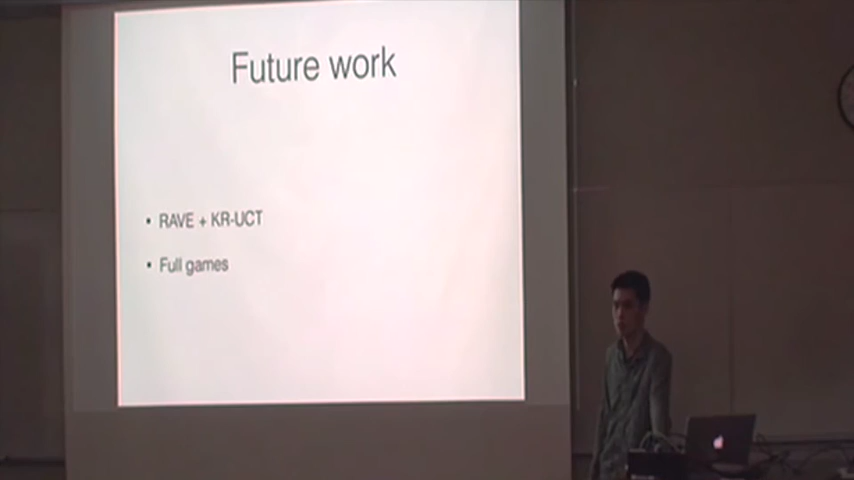 Future work
• RAVE + KR-UCT
• Full games